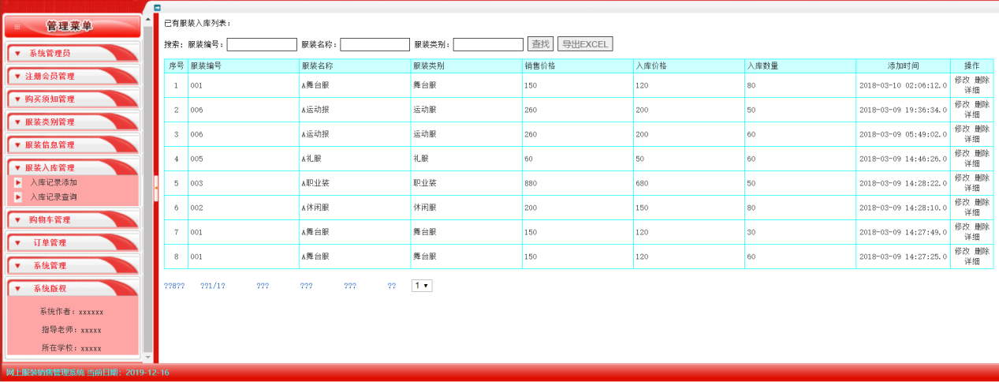 管理菜单
系统管理员
注册会员管理
购买须知管理
服装类别管理
服装信息管理
服装入库管理
入库记录添加
入库记录查询
购物车管理
订单管理
系统管理
系统版权
系统作者：xxxxxx
指导老师：xxxxx
所在学校：xxxxx
已有服装入库列表：
搜索：服装编号： 服装名称： 服装类别： 查找 导出EXCEL
序号 服装编号 服装名称 服装类别 销售价格 入库价格 入库数量 添加时间 操作
1 001 A舞台服 舞台服 150 120 80 2018-03-10 02:06:12.0 修改 删除
详细
2 006 A运动报 运动服 260 200 50 2018-03-09 19:36:34.0 修改 删除
详细
3 006 A运动报 运动服 260 200 60 2018-03-09 05:49:02.0 修改 删除
详细
4 005 A礼服 礼服 60 50 60 2018-03-09 14:46:26.0 修改 删除
详细
5 003 A职业装 职业装 880 680 50 2018-03-09 14:28:22.0 修改 删除
详细
6 002 A休闲服 休闲服 200 150 80 2018-03-09 14:28:10.0 修改 删除
详细
7 001 A舞台服 舞台服 150 120 30 2018-03-09 14:27:49.0 修改 删除
详细
8 001 A舞台服 舞台服 150 120 60 2018-03-09 14:27:25.0 修改 删除
详细
??8?? ??1/1? ??? ??? ??? ?? 1
网上服装销售管理系统 当前日期：2019-12-16